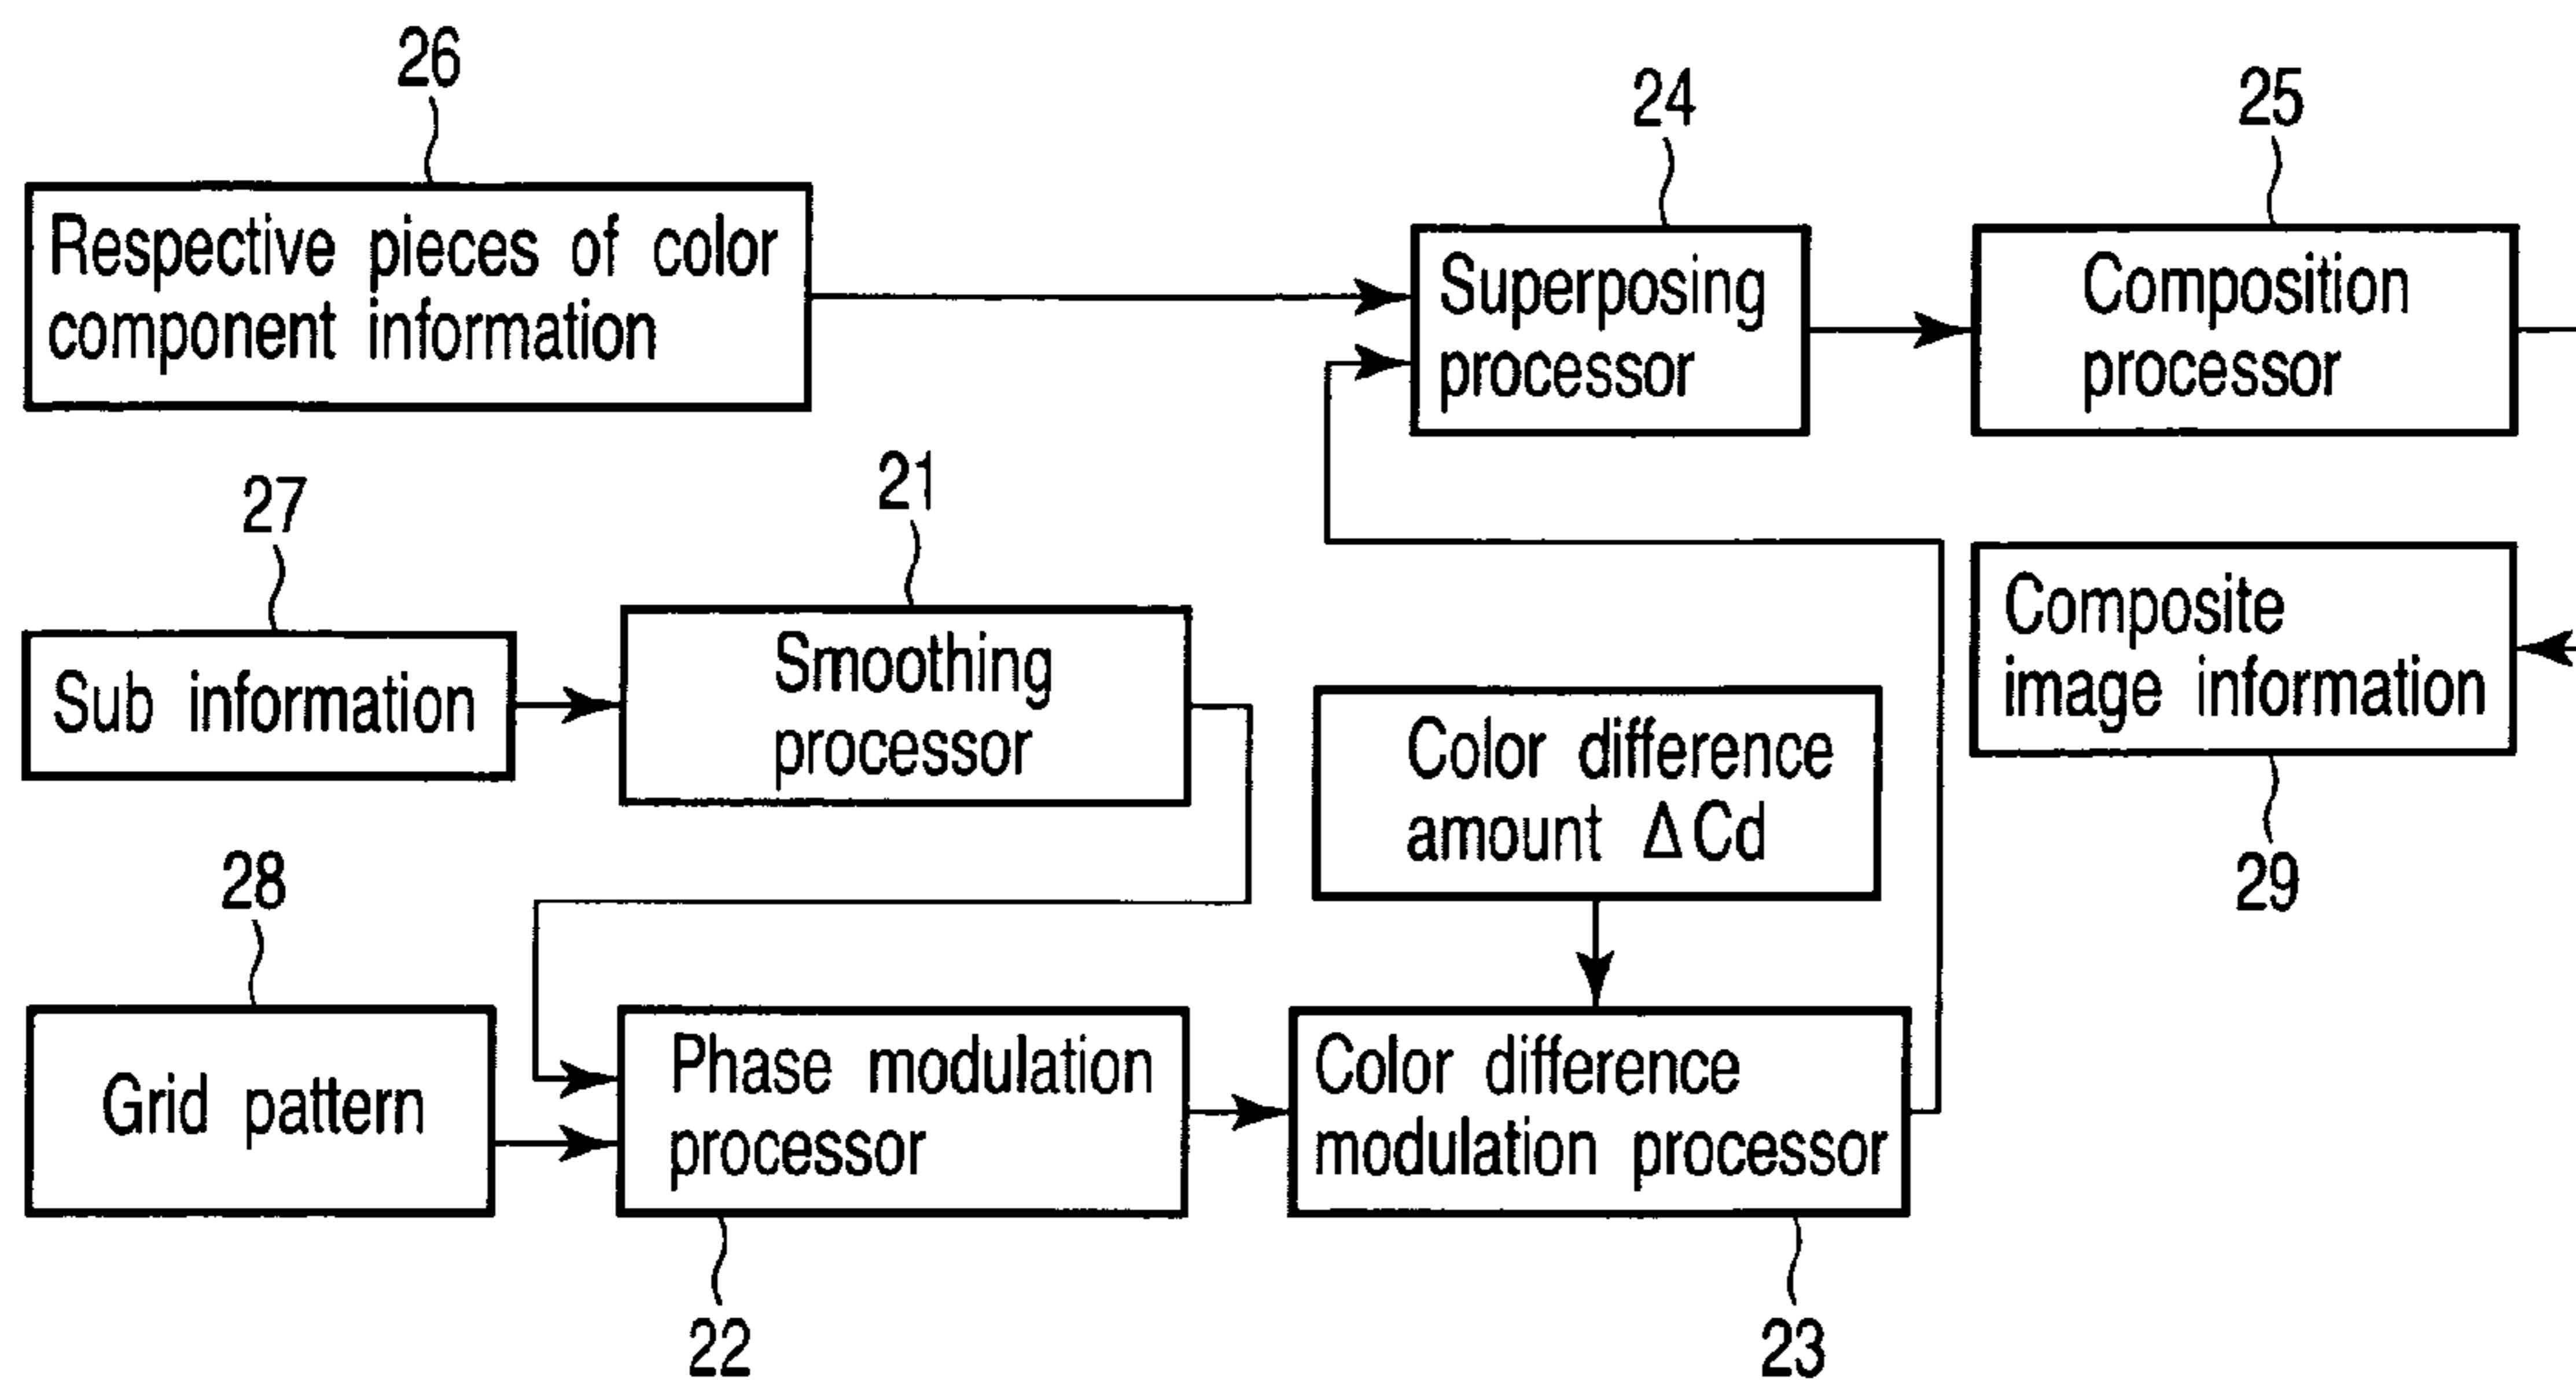 26
Respective pieces of color
component information
24
Superposing
processor
25
Composition
processor
27
Sub information
21
Smoothing
processor
Color difference
amount ΔCd
Composite
image information
29
28
Grid pattern
Phase modulation
processor
22
Color difference
modulation processor
23